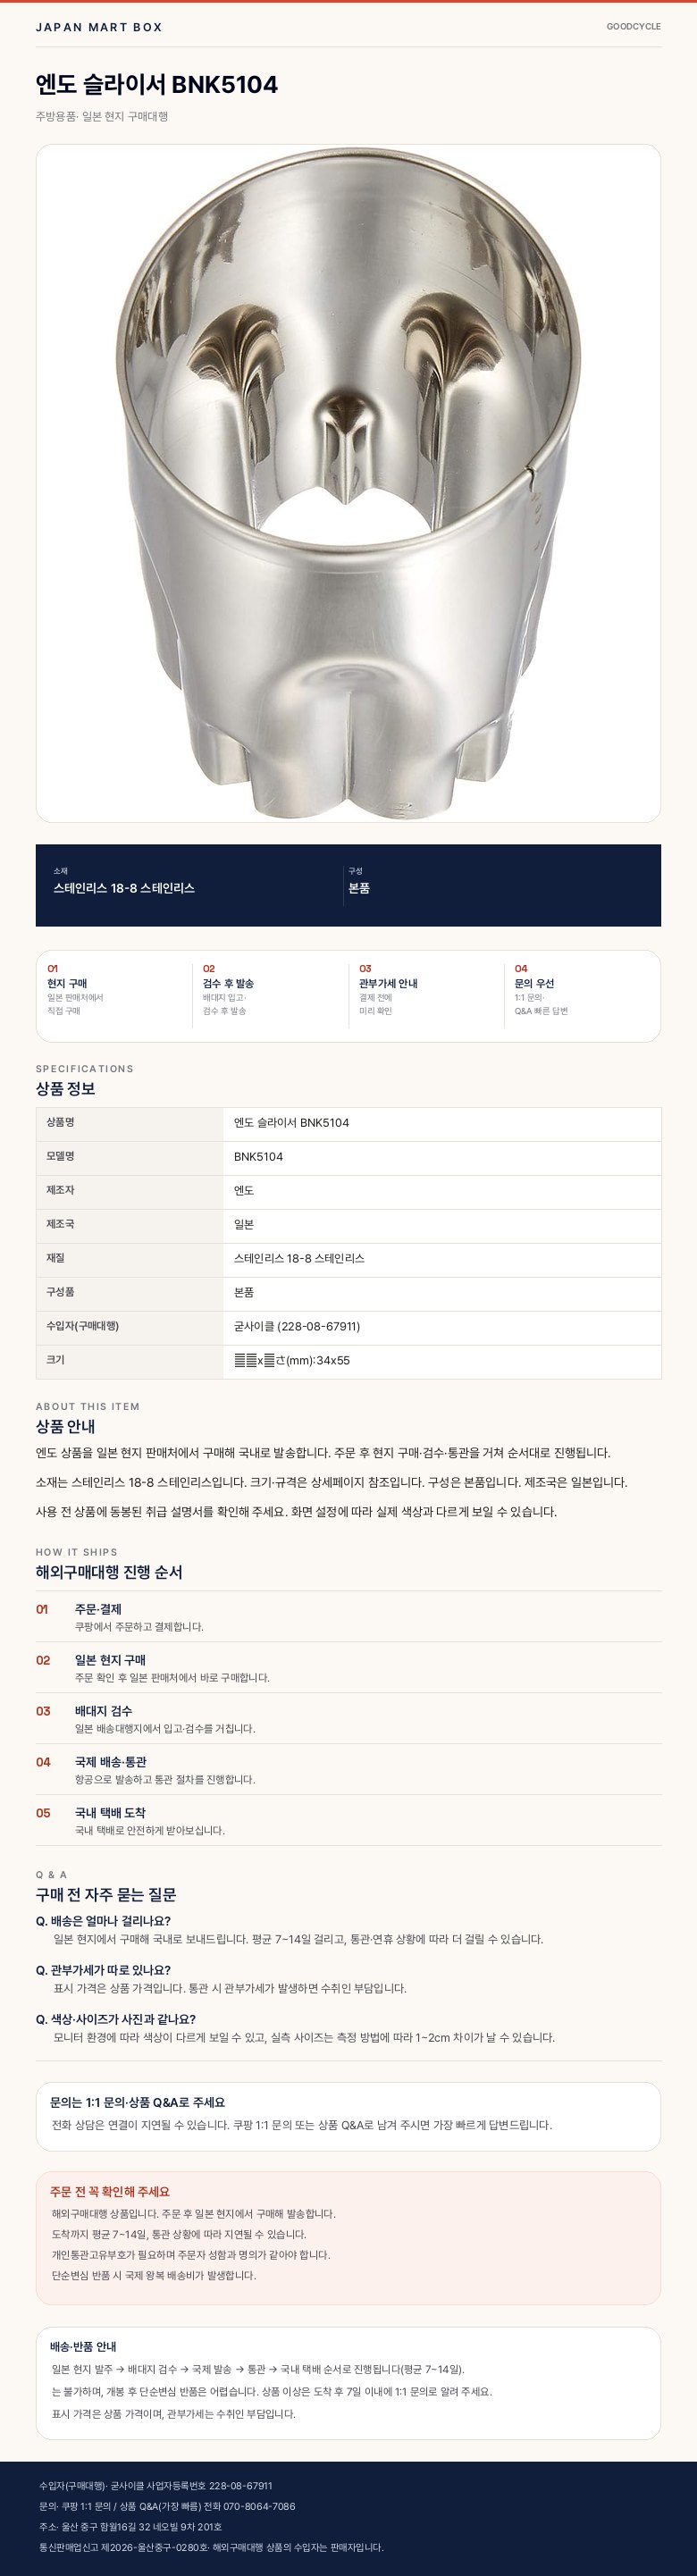 JAPAN MART BOX
GOODCYCLE
엔도 슬라이서 BNK5104
주방용품· 일본 현지 구매대행
소재
스테인리스 18-8 스테인리스
구성
본품
01
현지 구매
일본 판매처에서
직접 구매
02
검수 후 발송
배대지 입고·
검수 후 발송
03
관부가세 안내
결제 전에
미리 확인
04
문의 우선
1:1 문의·
Q&A 빠른 답변
SPECIFICATIONS
상품 정보
상품명
엔도 슬라이서 BNK5104
모델명
BNK5104
제조자
엔도
제조국
일본
재질
스테인리스 18-8 스테인리스
구성품
본품
수입자(구매대행)
굳사이클 (228-08-67911)
크기
x さ(mm):34x55
ABOUT THIS ITEM
상품 안내
엔도 상품을 일본 현지 판매처에서 구매해 국내로 발송합니다. 주문 후 현지 구매·검수·통관을 거쳐 순서대로 진행됩니다.
소재는 스테인리스 18-8 스테인리스입니다. 크기·규격은 상세페이지 참조입니다. 구성은 본품입니다. 제조국은 일본입니다.
사용 전 상품에 동봉된 취급 설명서를 확인해 주세요. 화면 설정에 따라 실제 색상과 다르게 보일 수 있습니다.
HOW IT SHIPS
해외구매대행 진행 순서
01
주문·결제
쿠팡에서 주문하고 결제합니다.
02
일본 현지 구매
주문 확인 후 일본 판매처에서 바로 구매합니다.
03
배대지 검수
일본 배송대행지에서 입고·검수를 거칩니다.
04
국제 배송·통관
항공으로 발송하고 통관 절차를 진행합니다.
05
국내 택배 도착
국내 택배로 안전하게 받아보십니다.
Q & A
구매 전 자주 묻는 질문
Q. 배송은 얼마나 걸리나요?
일본 현지에서 구매해 국내로 보내드립니다. 평균 7~14일 걸리고, 통관·연휴 상황에 따라 더 걸릴 수 있습니다.
Q. 관부가세가 따로 있나요?
표시 가격은 상품 가격입니다. 통관 시 관부가세가 발생하면 수취인 부담입니다.
Q. 색상·사이즈가 사진과 같나요?
모니터 환경에 따라 색상이 다르게 보일 수 있고, 실측 사이즈는 측정 방법에 따라 1~2cm 차이가 날 수 있습니다.
문의는 1:1 문의·상품 Q&A로 주세요
전화 상담은 연결이 지연될 수 있습니다. 쿠팡 1:1 문의 또는 상품 Q&A로 남겨 주시면 가장 빠르게 답변드립니다.
주문 전 꼭 확인해 주세요
해외구매대행 상품입니다. 주문 후 일본 현지에서 구매해 발송합니다.
도착까지 평균 7~14일, 통관 상황에 따라 지연될 수 있습니다.
개인통관고유부호가 필요하며 주문자 성함과 명의가 같아야 합니다.
단순변심 반품 시 국제 왕복 배송비가 발생합니다.
배송·반품 안내
일본 현지 발주 → 배대지 검수 → 국제 발송 → 통관 → 국내 택배 순서로 진행됩니다(평균 7~14일).
는 불가하며, 개봉 후 단순변심 반품은 어렵습니다. 상품 이상은 도착 후 7일 이내에 1:1 문의로 알려 주세요.
표시 가격은 상품 가격이며, 관부가세는 수취인 부담입니다.
수입자(구매대행)· 굳사이클 사업자등록번호 228-08-67911
문의· 쿠팡 1:1 문의 / 상품 Q&A(가장 빠름) 전화 070-8064-7086
주소· 울산 중구 함월16길 32 네오빌 9차 201호
통신판매업신고 제2026-울산중구-0280호· 해외구매대행 상품의 수입자는 판매자입니다.